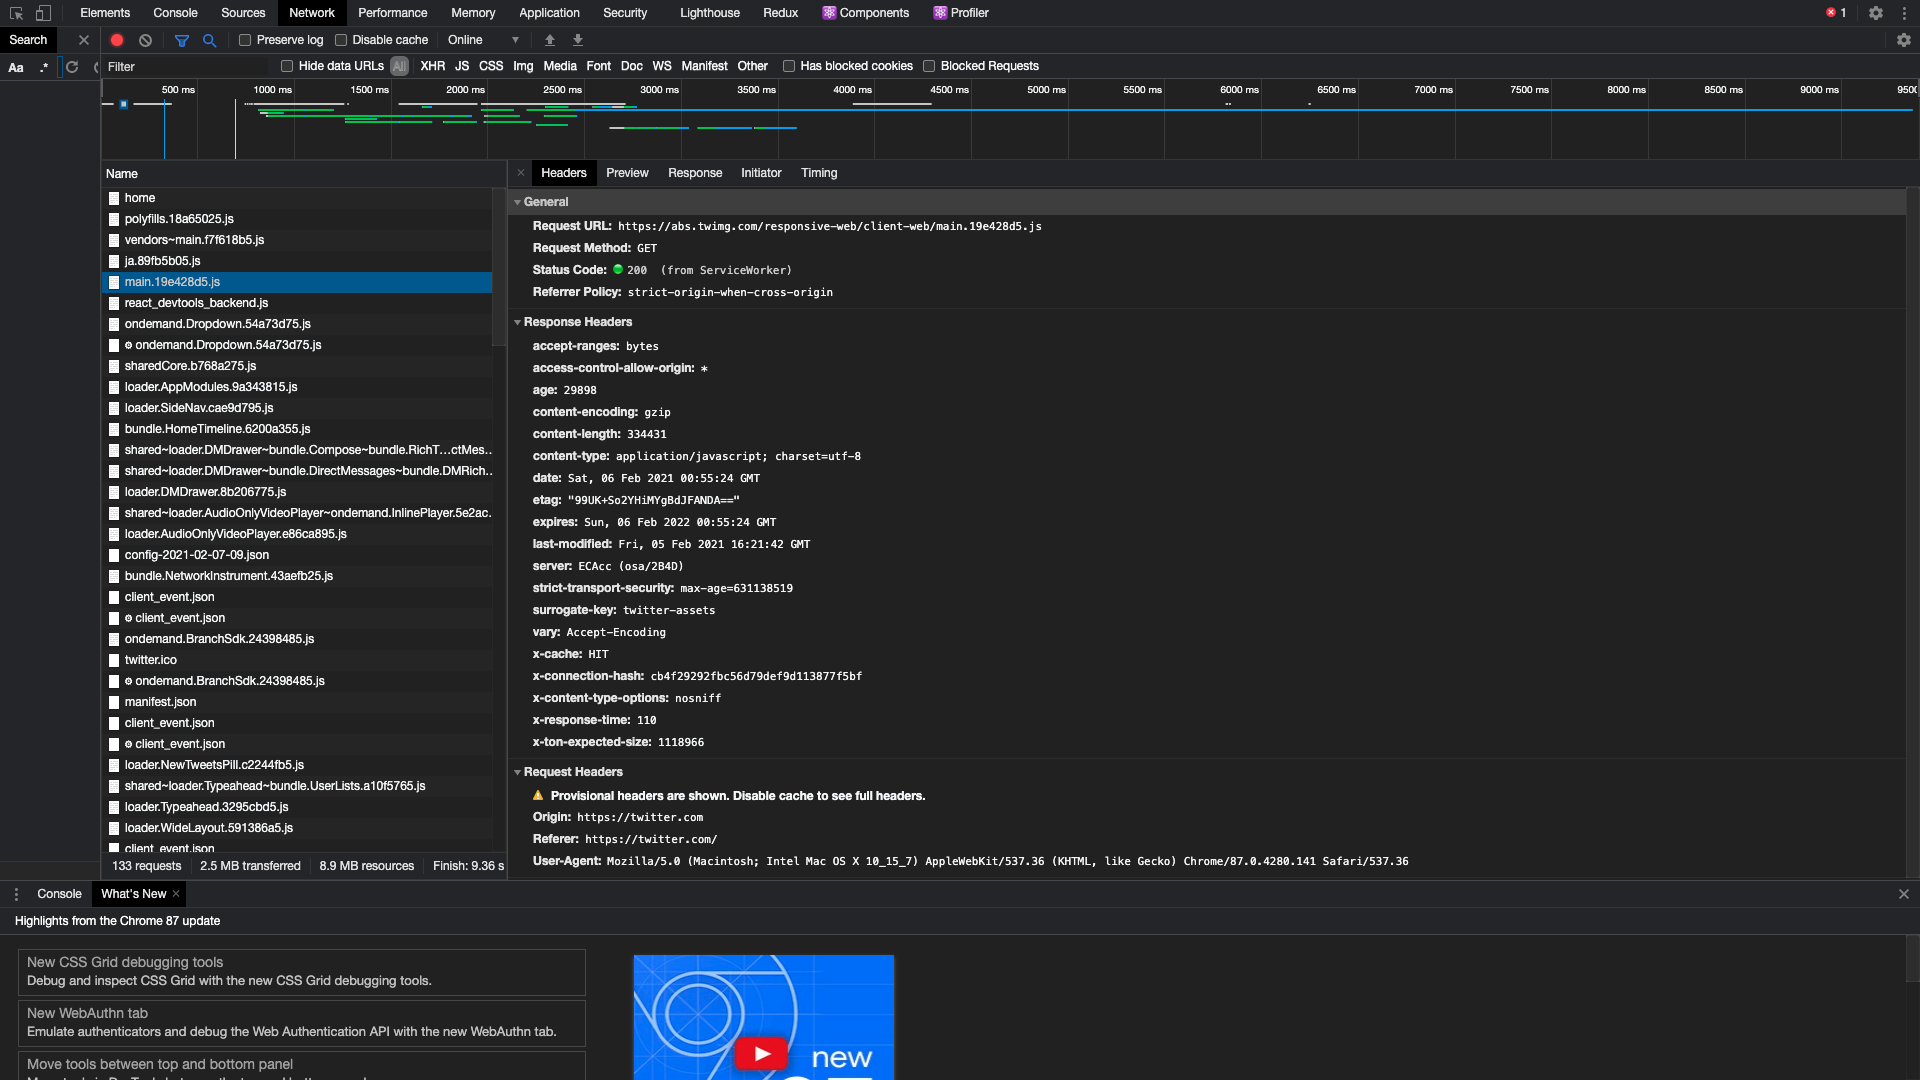 Elements Console Sources Network Performance Memory Application Security Lighthouse Redux Components Profiler 1
Search Preserve log Disable cache Online
Aa .* Filter Hide data URLs All XHR JS CSS Img Media Font Doc WS Manifest Other Has blocked cookies Blocked Requests
500 ms 1000 ms 1500 ms 2000 ms 2500 ms 3000 ms 3500 ms 4000 ms 4500 ms 5000 ms 5500 ms 6000 ms 6500 ms 7000 ms 7500 ms 8000 ms 8500 ms 9000 ms 9500
Name
home
polyfills.18a65025.js
vendors~main.f7f618b5.js
ja.89fb5b05.js
main.19e428d5.js
react_devtools_backend.js
ondemand.Dropdown.54a73d75.js
⚙ ondemand.Dropdown.54a73d75.js
sharedCore.b768a275.js
loader.AppModules.9a343815.js
loader.SideNav.cae9d795.js
bundle.HomeTimeline.6200a355.js
shared~loader.DMDrawer~bundle.Compose~bundle.RichT…ctMes..
shared~loader.DMDrawer~bundle.DirectMessages~bundle.DMRich..
loader.DMDrawer.8b206775.js
shared~loader.AudioOnlyVideoPlayer~ondemand.InlinePlayer.5e2ac.
loader.AudioOnlyVideoPlayer.e86ca895.js
config-2021-02-07-09.json
bundle.NetworkInstrument.43aefb25.js
client_event.json
⚙ client_event.json
ondemand.BranchSdk.24398485.js
twitter.ico
⚙ ondemand.BranchSdk.24398485.js
manifest.json
client_event.json
⚙ client_event.json
loader.NewTweetsPill.c2244fb5.js
shared~loader.Typeahead~bundle.UserLists.a10f5765.js
loader.Typeahead.3295cbd5.js
loader.WideLayout.591386a5.js
client_event.json
133 requests 2.5 MB transferred 8.9 MB resources Finish: 9.36 s
Headers Preview Response Initiator Timing
General
Request URL: https://abs.twimg.com/responsive-web/client-web/main.19e428d5.js
Request Method: GET
Status Code: 200 (from ServiceWorker)
Referrer Policy: strict-origin-when-cross-origin
Response Headers
accept-ranges: bytes
access-control-allow-origin: *
age: 29898
content-encoding: gzip
content-length: 334431
content-type: application/javascript; charset=utf-8
date: Sat, 06 Feb 2021 00:55:24 GMT
etag: "99UK+So2YHiMYgBdJFANDA=="
expires: Sun, 06 Feb 2022 00:55:24 GMT
last-modified: Fri, 05 Feb 2021 16:21:42 GMT
server: ECAcc (osa/2B4D)
strict-transport-security: max-age=631138519
surrogate-key: twitter-assets
vary: Accept-Encoding
x-cache: HIT
x-connection-hash: cb4f29292fbc56d79def9d113877f5bf
x-content-type-options: nosniff
x-response-time: 110
x-ton-expected-size: 1118966
Request Headers
Provisional headers are shown. Disable cache to see full headers.
Origin: https://twitter.com
Referer: https://twitter.com/
User-Agent: Mozilla/5.0 (Macintosh; Intel Mac OS X 10_15_7) AppleWebKit/537.36 (KHTML, like Gecko) Chrome/87.0.4280.141 Safari/537.36
Console What's New
Highlights from the Chrome 87 update
New CSS Grid debugging tools
Debug and inspect CSS Grid with the new CSS Grid debugging tools.
New WebAuthn tab
Emulate authenticators and debug the Web Authentication API with the new WebAuthn tab.
Move tools between top and bottom panel
new